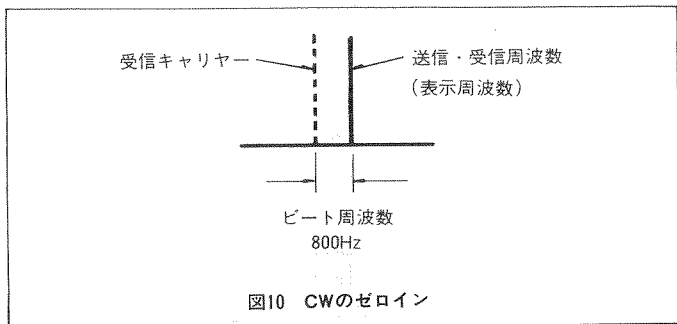 受信キャリヤー
送信・受信周波数
(表示周波数)
ビート周波数
800Hz
図10 CWのゼロイン